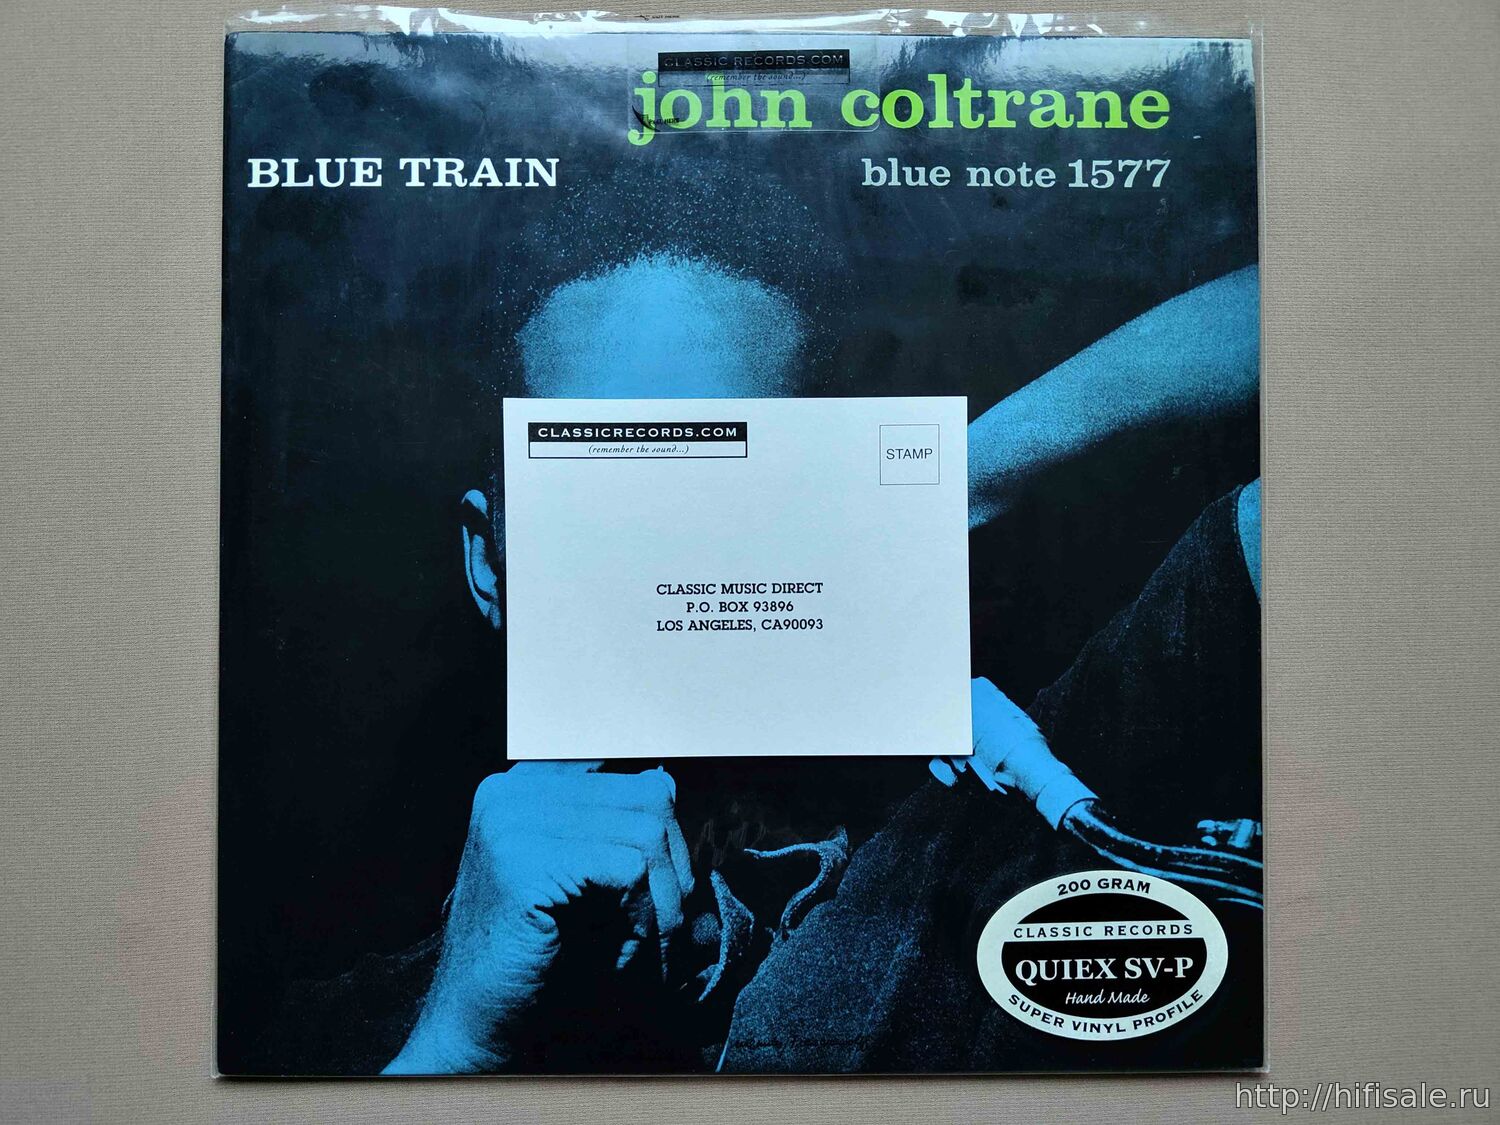 CLASSIC RECORDS.COM
(remember the sound...)
john coltrane
BLUE TRAIN
blue note 1577
CLASSICRECORDS.COM
(remember the sound...)
STAMP
CLASSIC MUSIC DIRECT
P.O. BOX 93896
LOS ANGELES, CA90093
200 GRAM
CLASSIC RECORDS
QUIEX SV-P
Hand Made
SUPER VINYL PROFILE
http://hifisale.ru